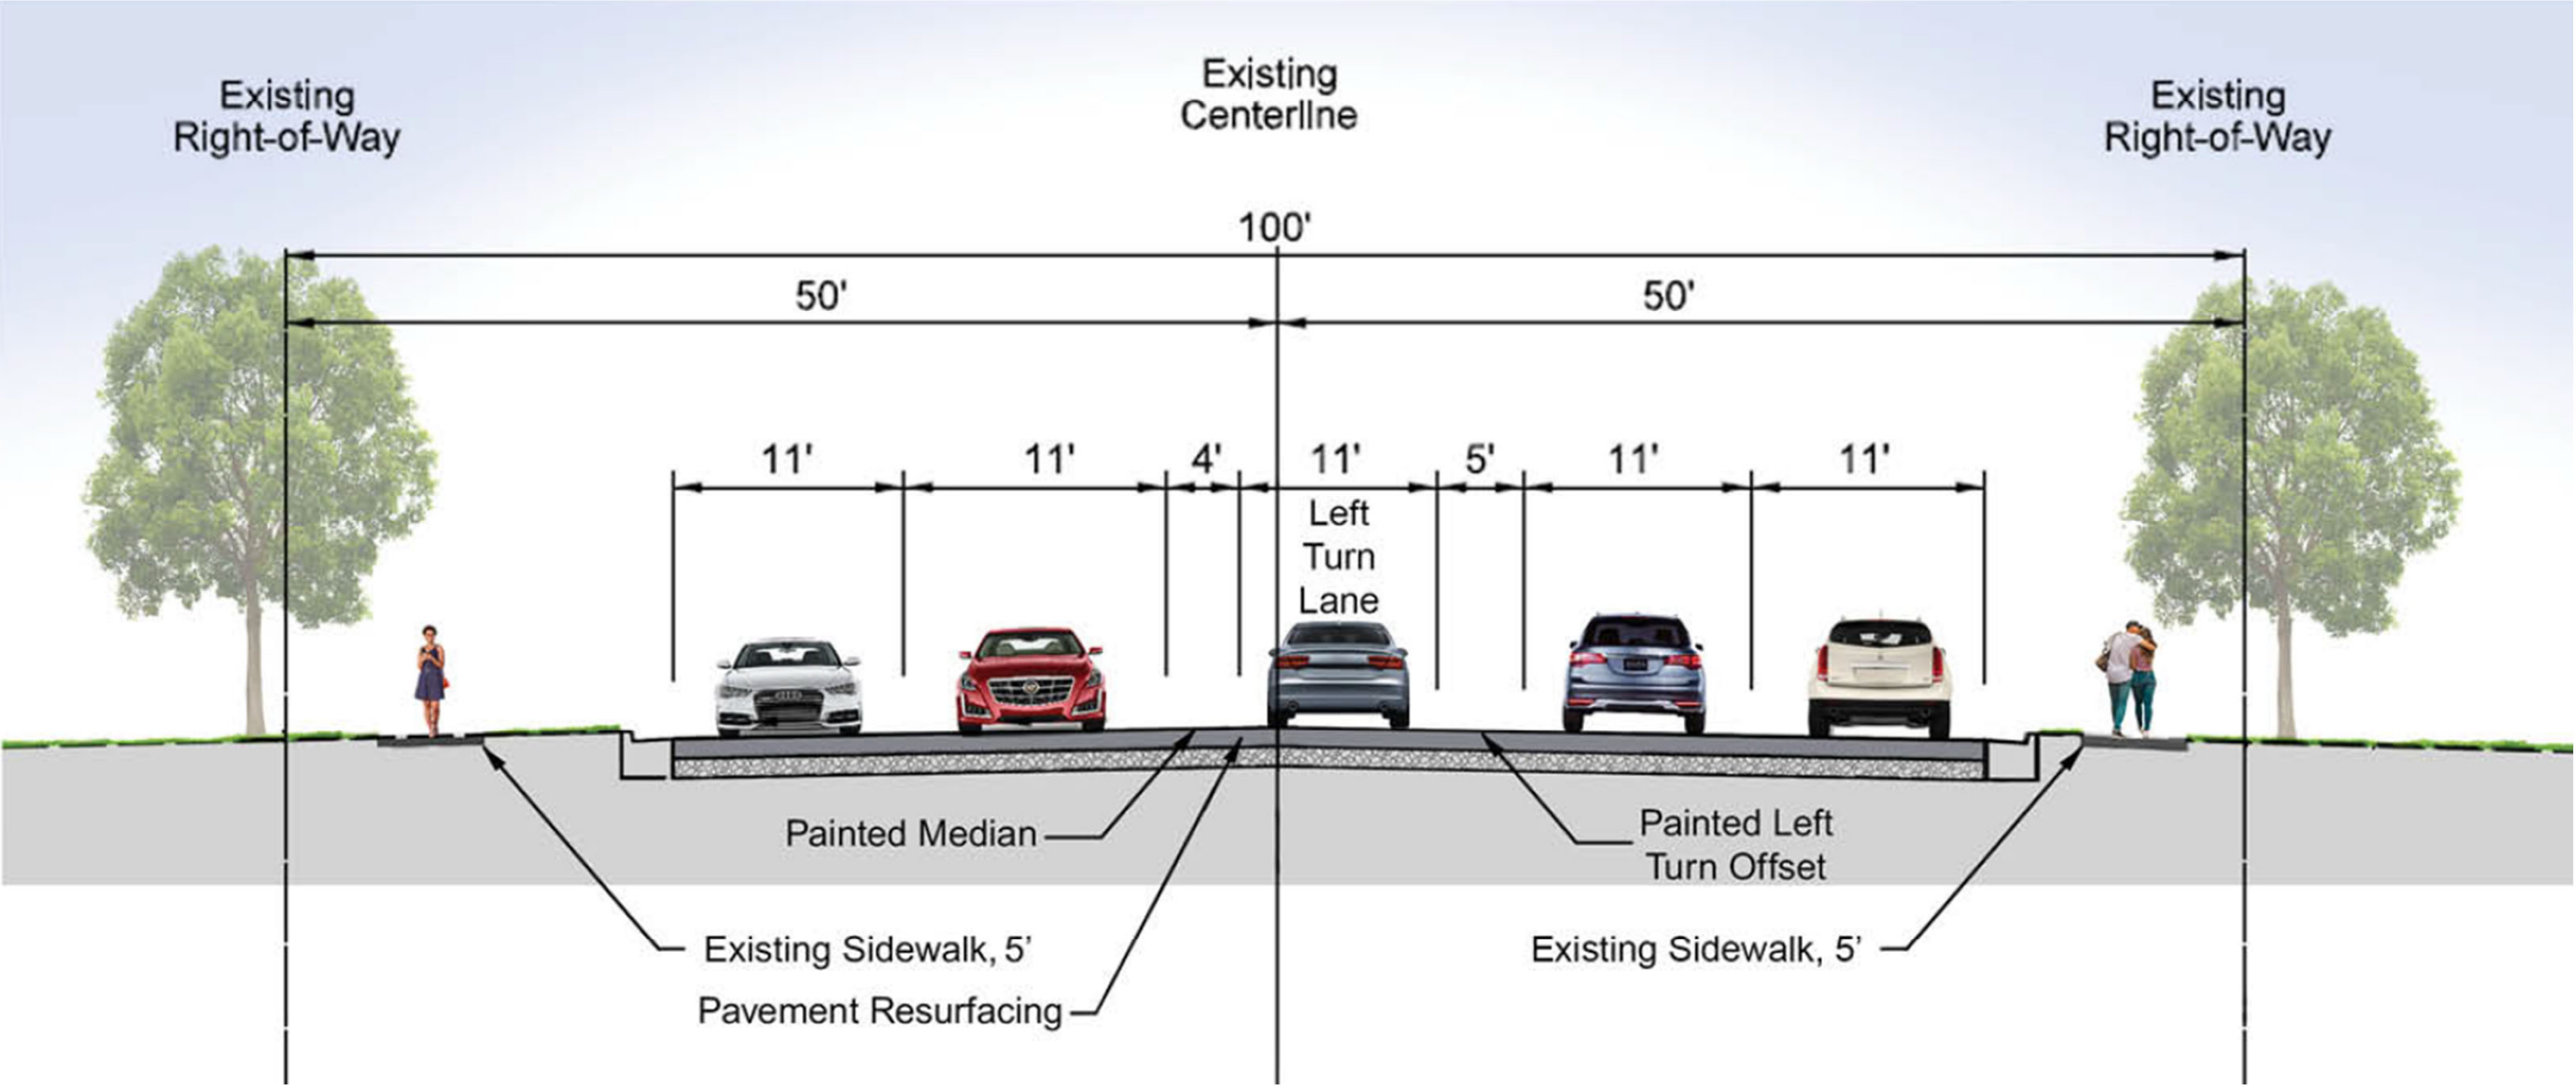 Existing
Right-of-Way
Existing
Centerline
Existing
Right-of-Way
100'
50'
50'
11'
11'
4'
11'
5'
11'
11'
Left
Turn
Lane
Painted Median
Painted Left
Turn Offset
Existing Sidewalk, 5’
Existing Sidewalk, 5’
Pavement Resurfacing